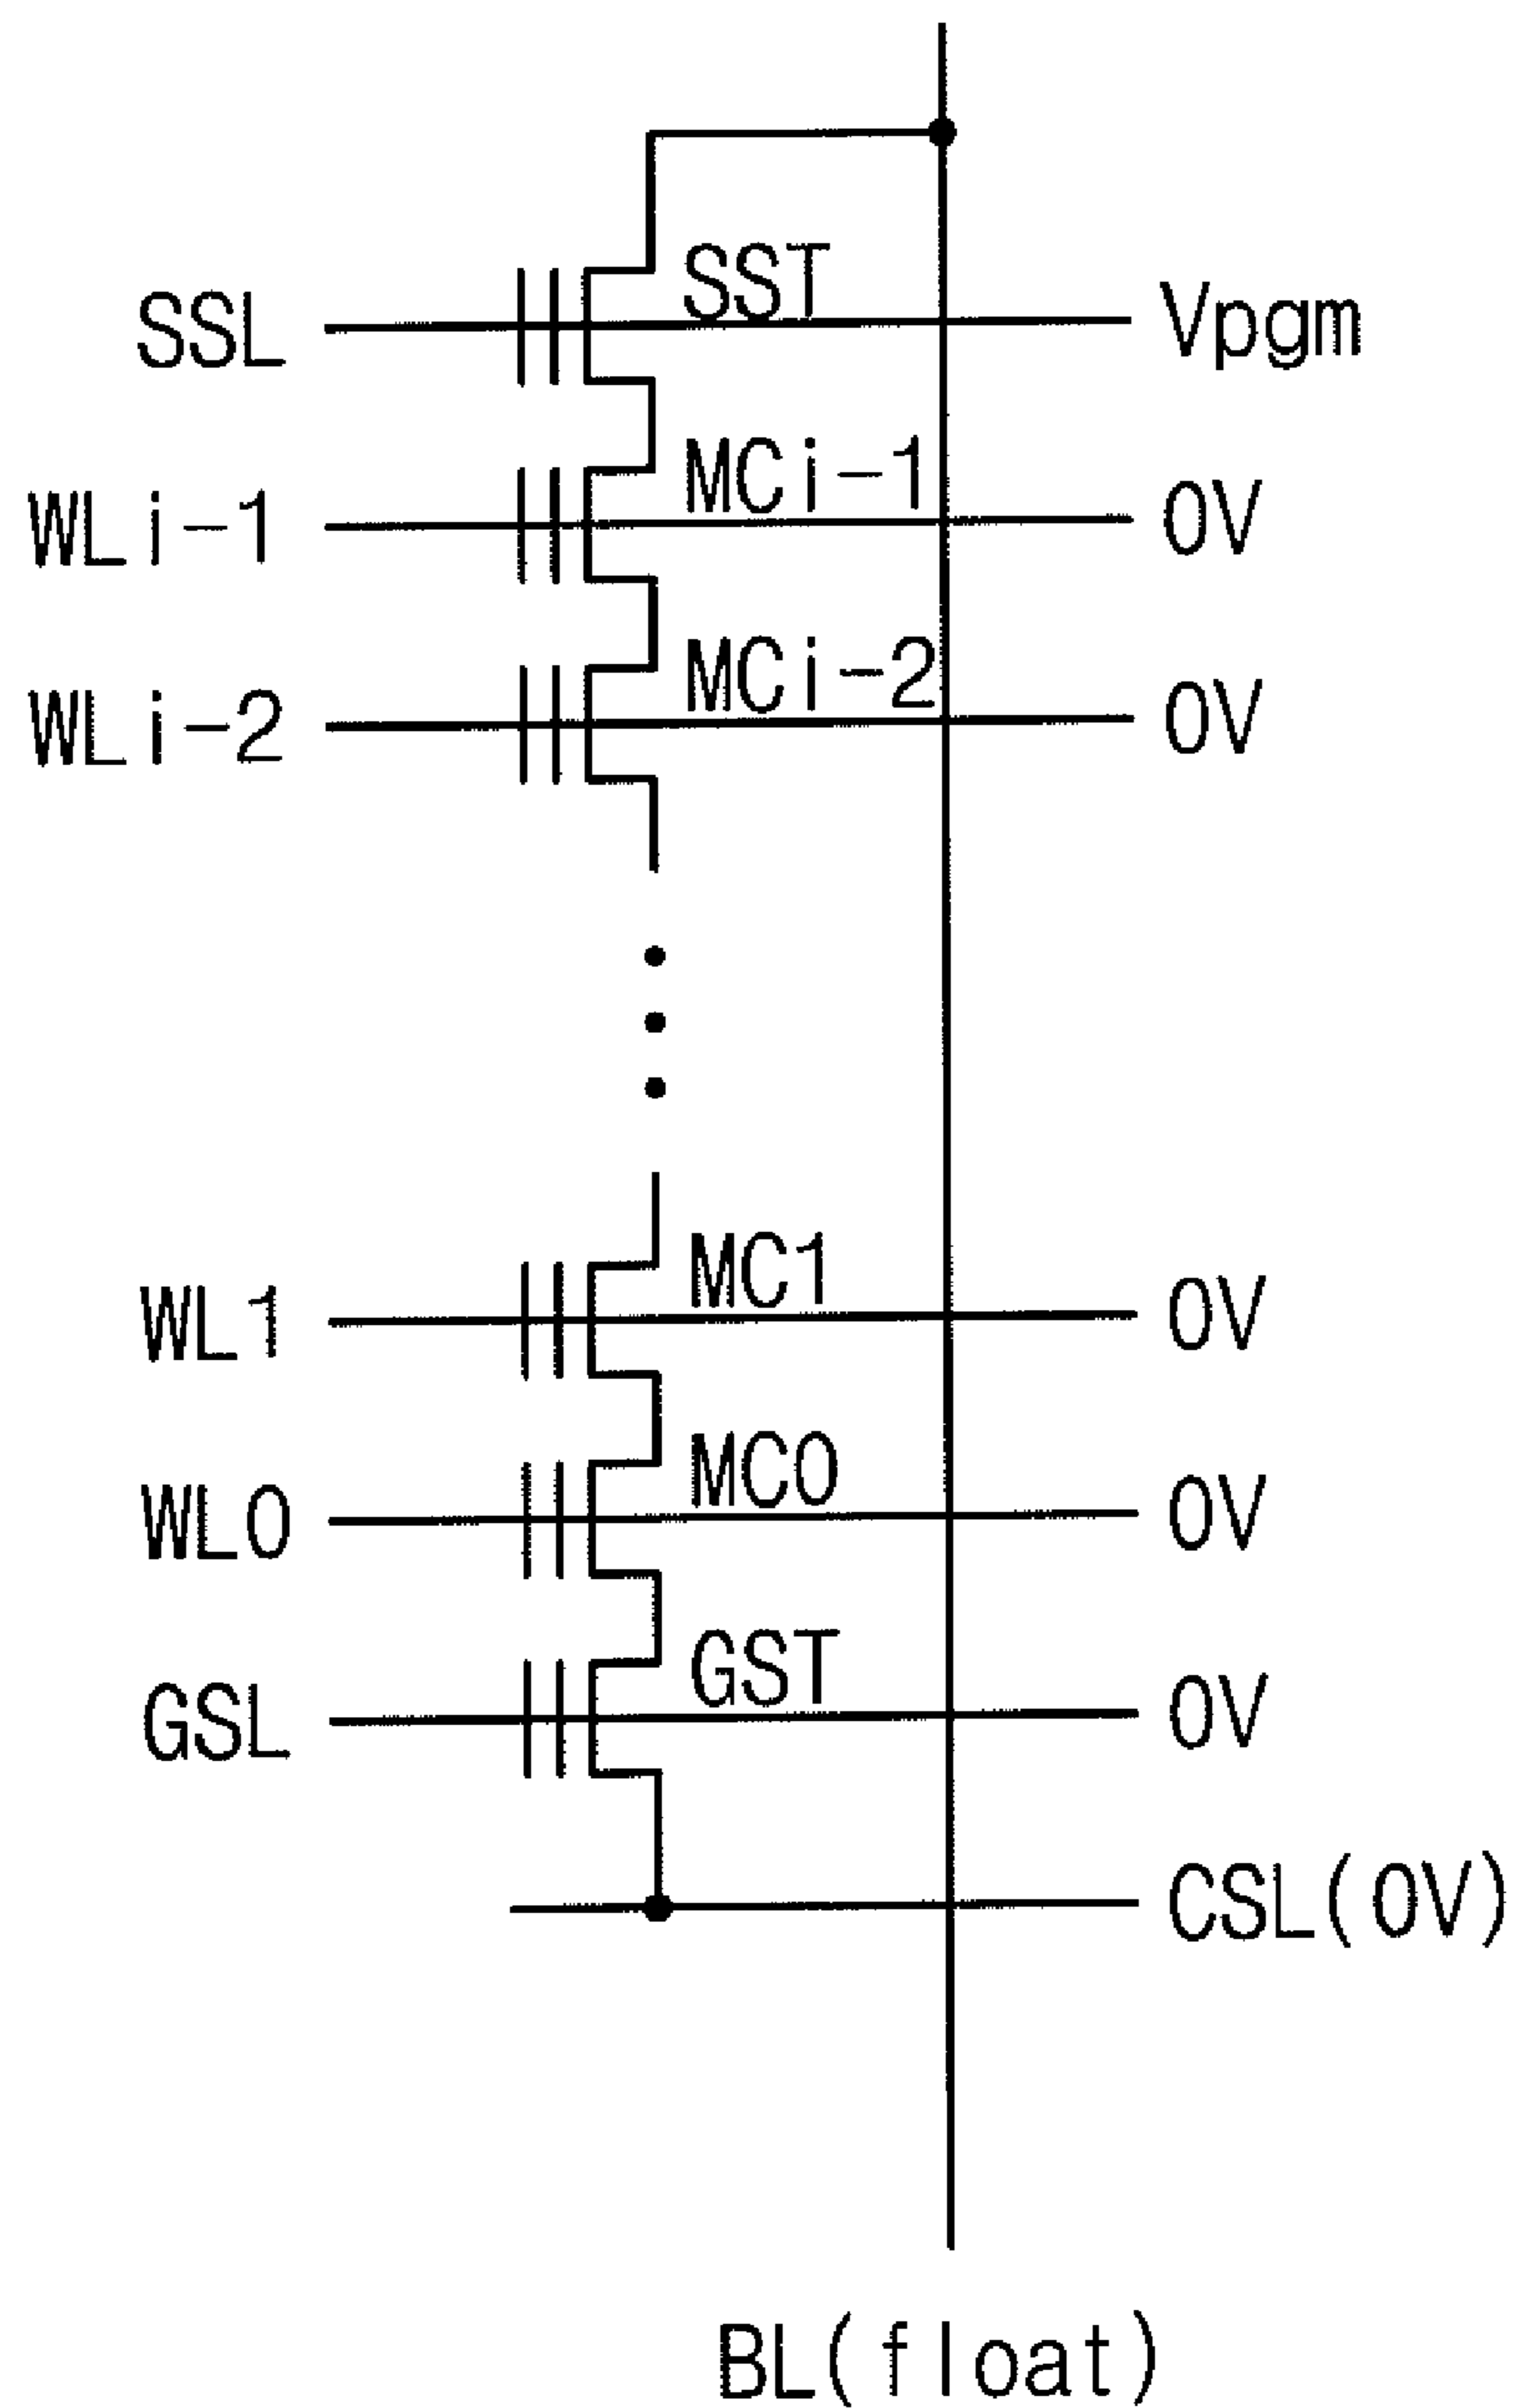 SSL SST Vpgm
WLi-1 MCi-1 0V
WLi-2 MCi-2 0V
WL1 MC1 0V
WL0 MC0 0V
GSL GST 0V
CSL(0V)
BL(float)